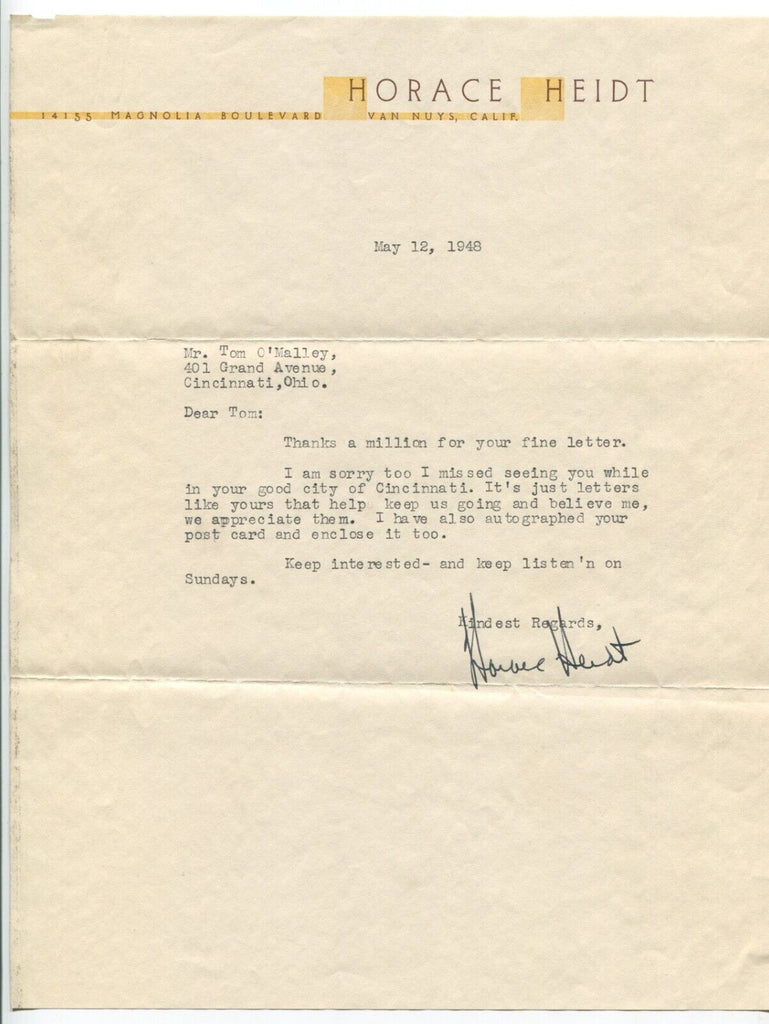 HORACE HEIDT
14155 MAGNOLIA BOULEVARD VAN NUYS, CALIF.
May 12, 1948
Mr. Tom O'Malley,
401 Grand Avenue,
Cincinnati,Ohio.
Dear Tom:
Thanks a million for your fine letter.
I am sorry too I missed seeing you while
in your good city of Cincinnati. It's just letters
like yours that help keep us going and believe me,
we appreciate them. I have also autographed your
post card and enclose it too.
Keep interested- and keep listen'n on
Sundays.
Kindest Regards,
Horace Heidt